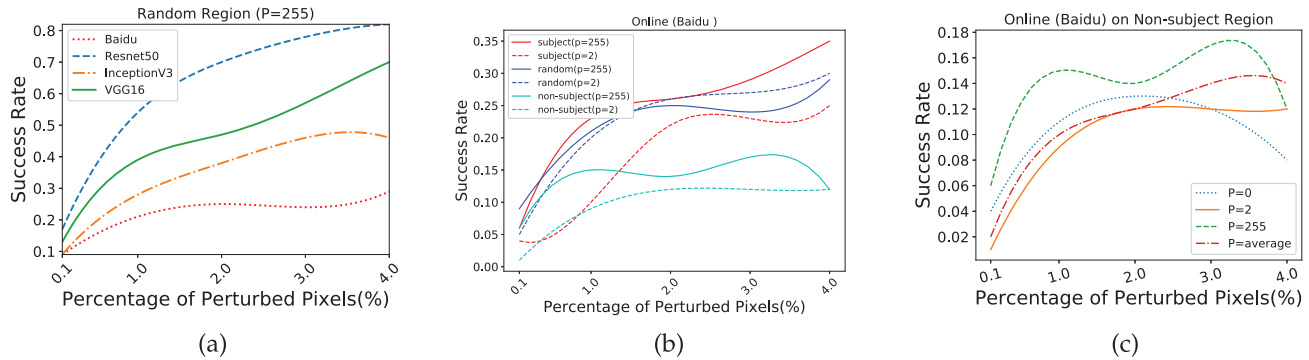 Random Region (P=255)
Baidu
Resnet50
InceptionV3
VGG16
Success Rate
0.8
0.7
0.6
0.5
0.4
0.3
0.2
0.1
0.1 1.0 2.0 3.0 4.0
Percentage of Perturbed Pixels(%)
(a)
Online (Baidu )
subject(p=255)
subject(p=2)
random(p=255)
random(p=2)
non-subject(p=255)
non-subject(p=2)
Success Rate
0.35
0.30
0.25
0.20
0.15
0.10
0.05
0.00
0.1 1.0 2.0 3.0 4.0
Percentage of Perturbed Pixels(%)
(b)
Online (Baidu) on Non-subject Region
Success Rate
0.18
0.16
0.14
0.12
0.10
0.08
0.06
0.04
0.02
P=0
P=2
P=255
P=average
0.1 1.0 2.0 3.0 4.0
Percentage of Perturbed Pixels(%)
(c)